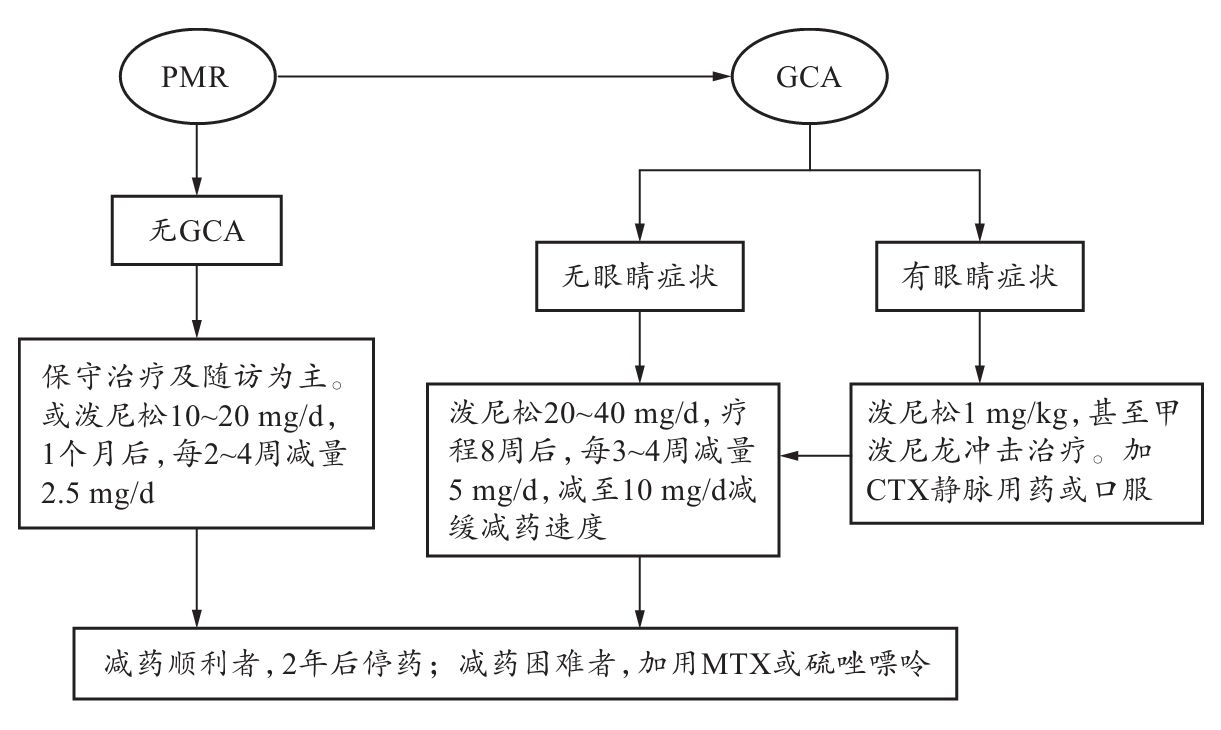 PMR
GCA
无GCA
无眼睛症状
有眼睛症状
保守治疗及随访为主。
或泼尼松10~20 mg/d,
1个月后,每2~4周减量
2.5 mg/d
泼尼松20~40 mg/d,疗
程8周后,每3~4周减量
5 mg/d,减至10 mg/d减
缓减药速度
泼尼松1 mg/kg,甚至甲
泼尼龙冲击治疗。加
CTX静脉用药或口服
减药顺利者,2年后停药；减药困难者,加用MTX或硫唑嘌呤